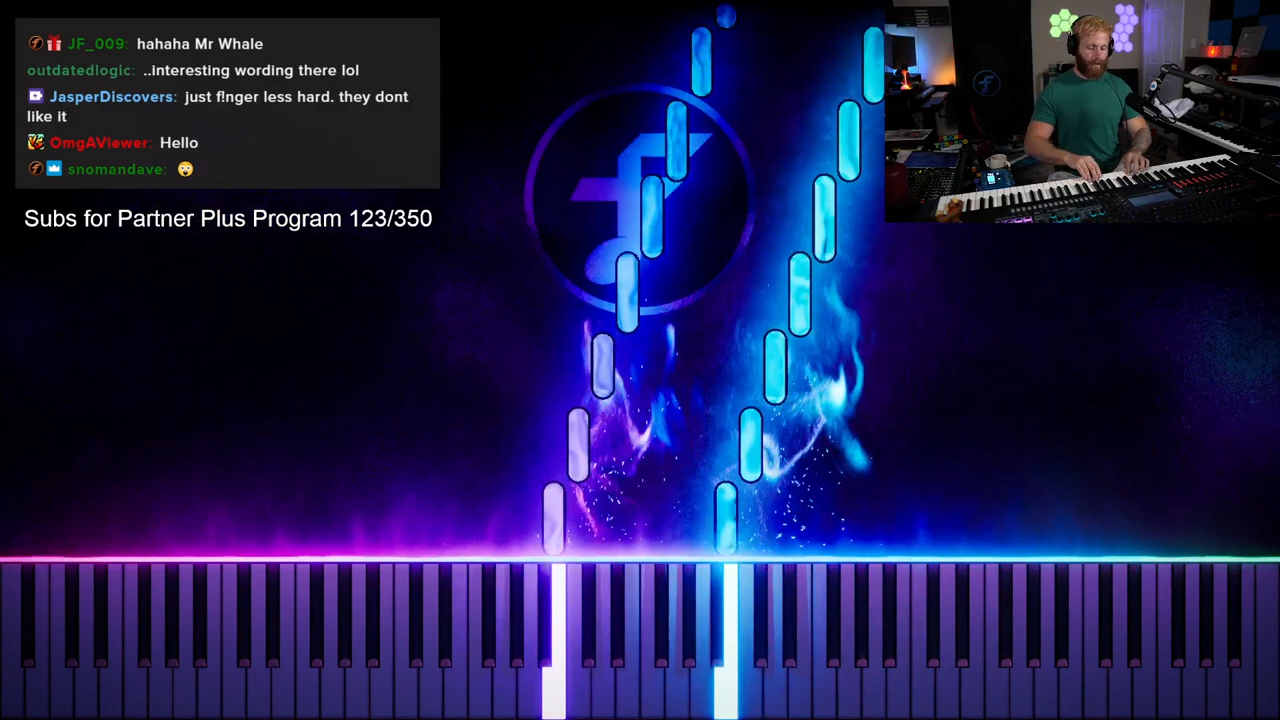 JF_009: hahaha Mr Whale
outdatedlogic: ..interesting wording there lol
JasperDiscovers: just f!nger less hard. they dont
like it
OmgAViewer: Hello
snomandave: 😳
Subs for Partner Plus Program 123/350